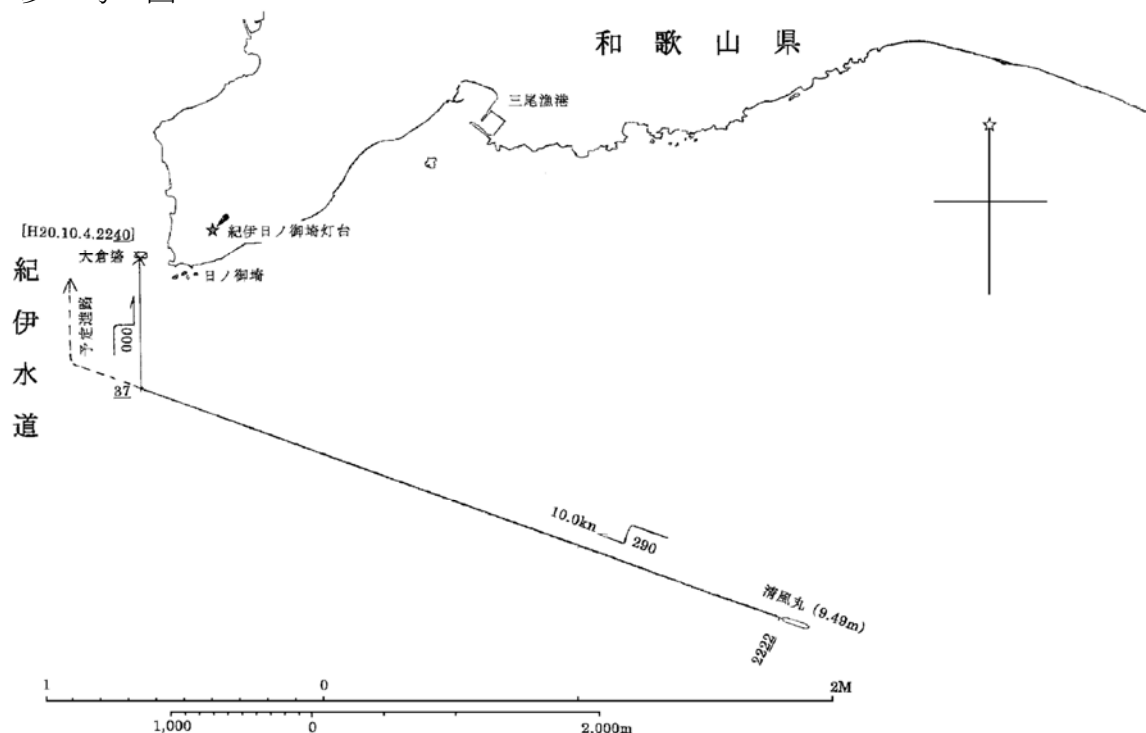 参 考 図
和 歌 山 県
三尾漁港
紀伊日ノ御埼灯台
[H20.10.4.2240]
大倉礁
日ノ御埼
紀伊水道
予定進路
000
37
10.0kn
290
清風丸 (9.49m)
2222
1 0 2M
1,000 0 2,000m